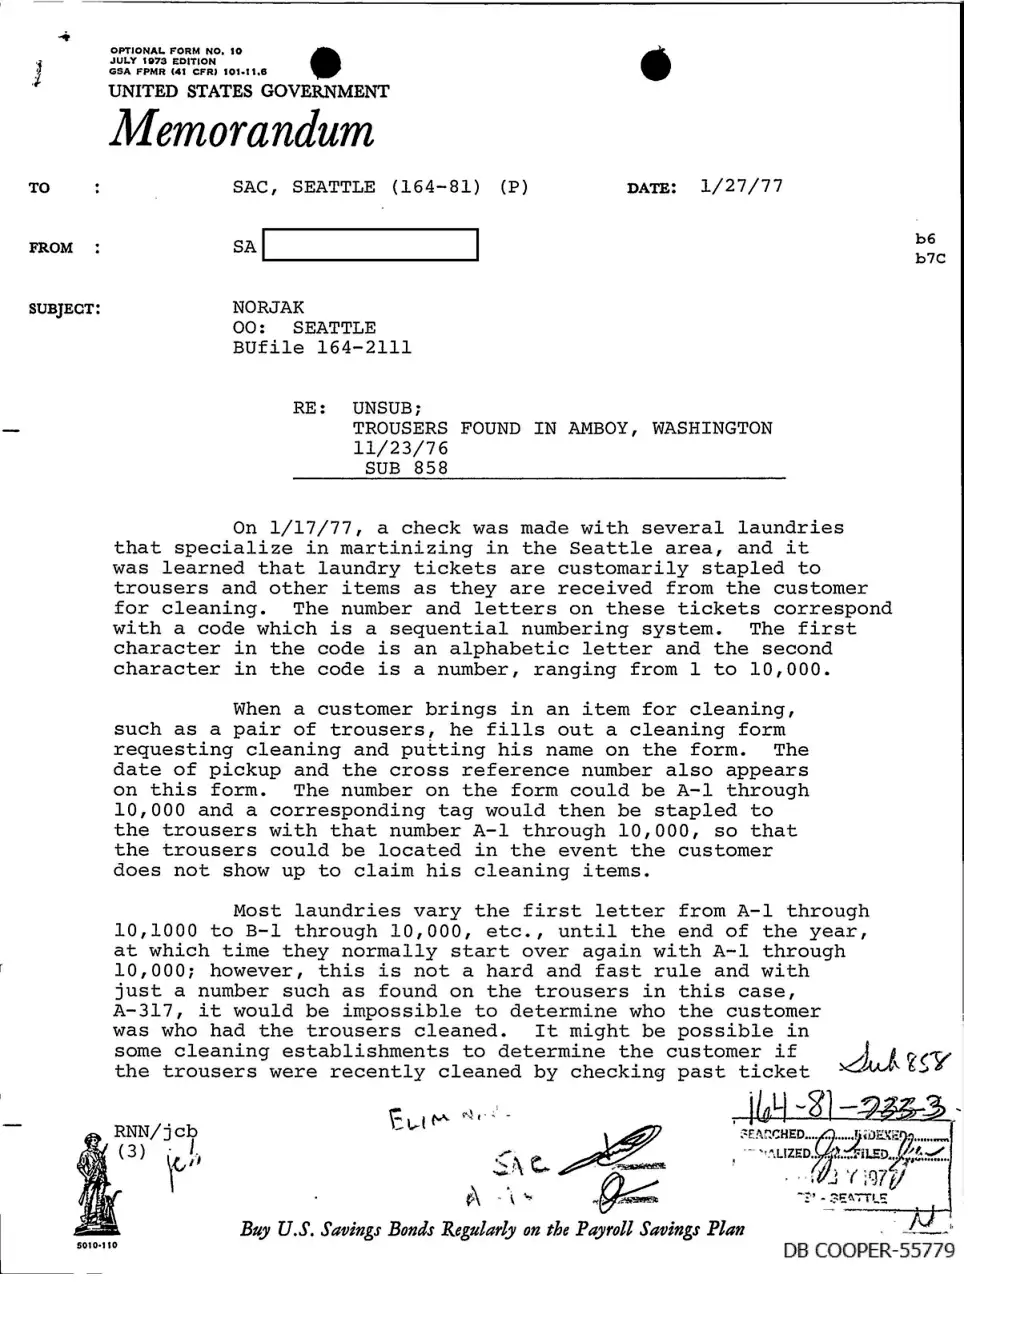 OPTIONAL FORM NO. 10
JULY 1973 EDITION
GSA FPMR (41 CFR) 101-11.6
UNITED STATES GOVERNMENT
Memorandum
TO : SAC, SEATTLE (164-81) (P) DATE: 1/27/77
FROM : SA
b6
b7C
SUBJECT: NORJAK
OO: SEATTLE
BUfile 164-2111
RE: UNSUB;
TROUSERS FOUND IN AMBOY, WASHINGTON
11/23/76
SUB 858
On 1/17/77, a check was made with several laundries
that specialize in martinizing in the Seattle area, and it
was learned that laundry tickets are customarily stapled to
trousers and other items as they are received from the customer
for cleaning. The number and letters on these tickets correspond
with a code which is a sequential numbering system. The first
character in the code is an alphabetic letter and the second
character in the code is a number, ranging from 1 to 10,000.
When a customer brings in an item for cleaning,
such as a pair of trousers, he fills out a cleaning form
requesting cleaning and putting his name on the form. The
date of pickup and the cross reference number also appears
on this form. The number on the form could be A-1 through
10,000 and a corresponding tag would then be stapled to
the trousers with that number A-1 through 10,000, so that
the trousers could be located in the event the customer
does not show up to claim his cleaning items.
Most laundries vary the first letter from A-1 through
10,1000 to B-1 through 10,000, etc., until the end of the year,
at which time they normally start over again with A-1 through
10,000; however, this is not a hard and fast rule and with
just a number such as found on the trousers in this case,
A-317, it would be impossible to determine who the customer
was who had the trousers cleaned. It might be possible in
some cleaning establishments to determine the customer if
the trousers were recently cleaned by checking past ticket
Sub 858
164-81-
SEARCHED INDEXED
FILED
SEATTLE
RNN/jcb
(3)
SAC
5010-110
Buy U.S. Savings Bonds Regularly on the Payroll Savings Plan
DB COOPER-55779